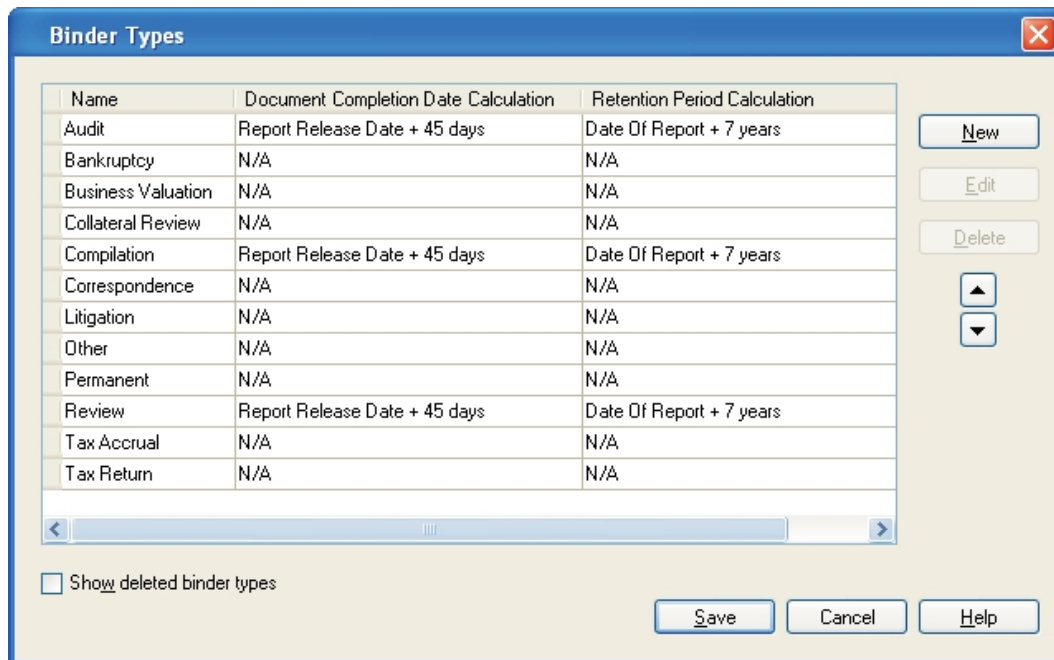 Binder Types
Name Document Completion Date Calculation Retention Period Calculation
Audit Report Release Date + 45 days Date Of Report + 7 years
Bankruptcy N/A N/A
Business Valuation N/A N/A
Collateral Review N/A N/A
Compilation Report Release Date + 45 days Date Of Report + 7 years
Correspondence N/A N/A
Litigation N/A N/A
Other N/A N/A
Permanent N/A N/A
Review Report Release Date + 45 days Date Of Report + 7 years
Tax Accrual N/A N/A
Tax Return N/A N/A
New
Edit
Delete
Show deleted binder types
Save Cancel Help